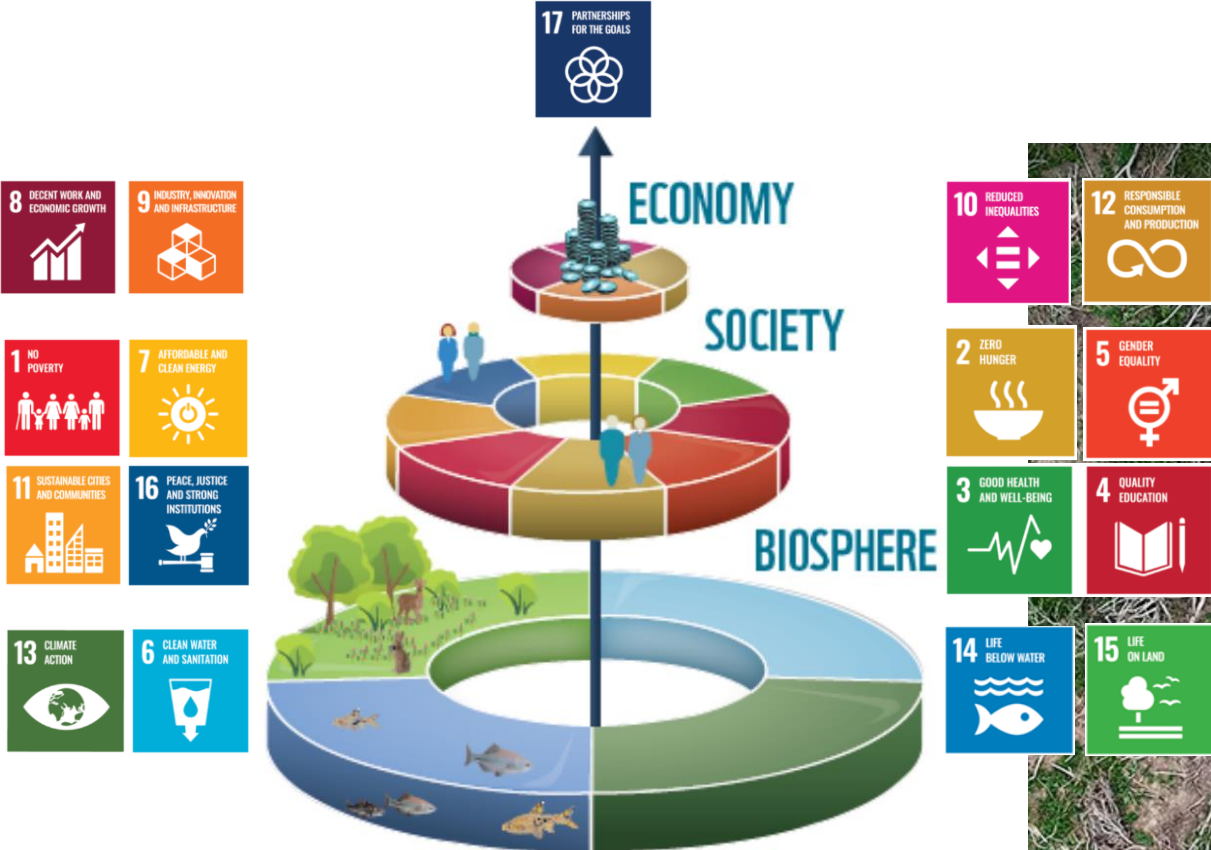 17 PARTNERSHIPS
FOR THE GOALS
ECONOMY
8 DECENT WORK AND
ECONOMIC GROWTH
9 INDUSTRY, INNOVATION
AND INFRASTRUCTURE
10 REDUCED
INEQUALITIES
12 RESPONSIBLE
CONSUMPTION
AND PRODUCTION
SOCIETY
1 NO
POVERTY
7 AFFORDABLE AND
CLEAN ENERGY
2 ZERO
HUNGER
5 GENDER
EQUALITY
11 SUSTAINABLE CITIES
AND COMMUNITIES
16 PEACE, JUSTICE
AND STRONG
INSTITUTIONS
3 GOOD HEALTH
AND WELL-BEING
4 QUALITY
EDUCATION
BIOSPHERE
13 CLIMATE
ACTION
6 CLEAN WATER
AND SANITATION
14 LIFE
BELOW WATER
15 LIFE
ON LAND